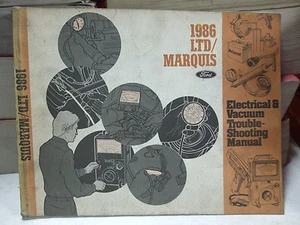 1986
LTD/
MARQUIS
Ford
Electrical &
Vacuum
Trouble-
Shooting
Manual
1986 LTD/MARQUIS